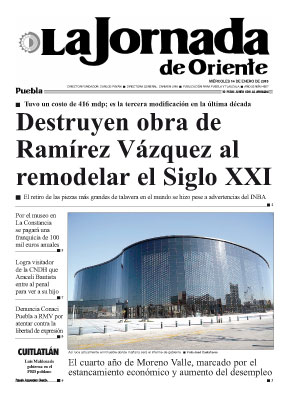 La Jornada
de Oriente
MIÉRCOLES 14 DE ENERO DE 2015
Puebla
Tuvo un costo de 416 mdp; es la tercera modificación en la última década
Destruyen obra de
Ramírez Vázquez al
remodelar el Siglo XXI
El retiro de las piezas más grandes de talavera en el mundo se hizo pese a advertencias del INBA
Por el museo en
La Constancia
se pagará una
franquicia de 100
mil euros anuales
Logra visitador
de la CNDH que
Araceli Bautista
entre al penal
para ver a su hijo
Denuncia Conaci
Puebla a RMV por
atentar contra la
libertad de expresión
CUITLATLÁN
Luis Maldonado
gobierna en el
PRD poblano
El cuarto año de Moreno Valle, marcado por el
estancamiento económico y aumento del desempleo